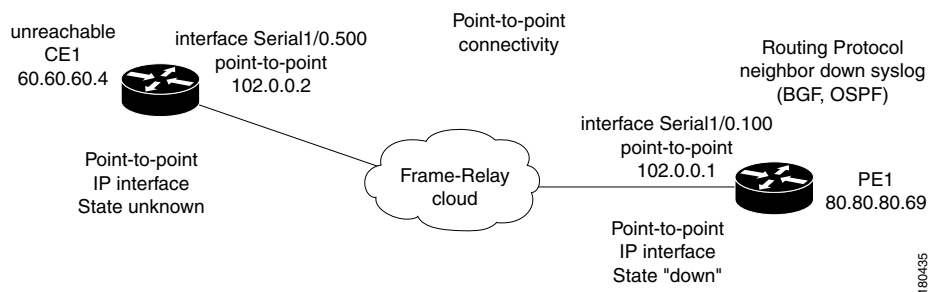 unreachable
CE1
60.60.60.4
interface Serial1/0.500
point-to-point
102.0.0.2
Point-to-point
connectivity
Routing Protocol
neighbor down syslog
(BGF, OSPF)
interface Serial1/0.100
point-to-point
102.0.0.1
Point-to-point
IP interface
State unknown
Frame-Relay
cloud
PE1
80.80.80.69
Point-to-point
IP interface
State "down"
180435